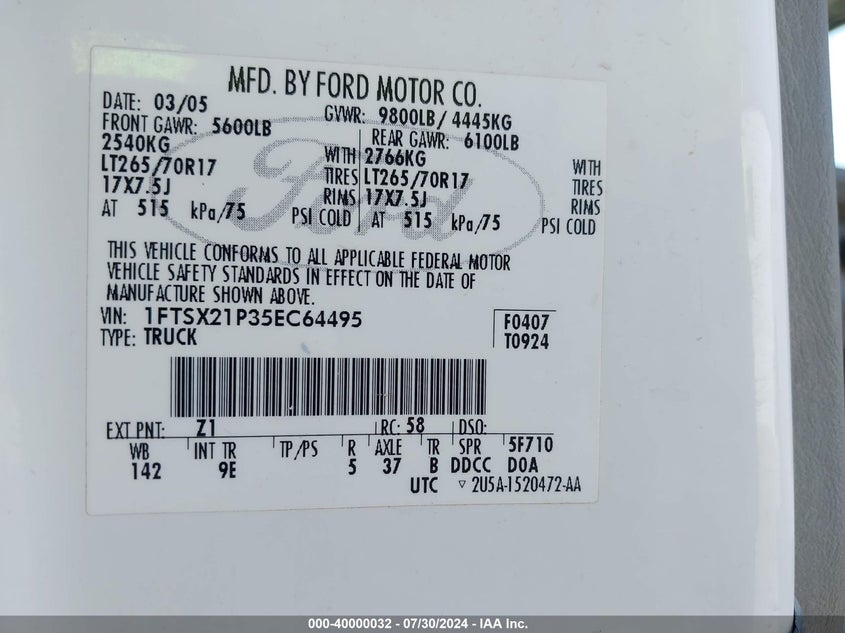 MFD. BY FORD MOTOR CO.
DATE: 03/05 GVWR: 9800LB/ 4445KG
FRONT GAWR: 5600LB REAR GAWR: 6100LB
2540KG WITH 2766KG WITH
LT265/70R17 TIRES LT265/70R17 TIRES
17X7.5J RIMS 17X7.5J RIMS
AT 515 kPa/75 PSI COLD AT 515 kPa/75 PSI COLD
Ford
THIS VEHICLE CONFORMS TO ALL APPLICABLE FEDERAL MOTOR
VEHICLE SAFETY STANDARDS IN EFFECT ON THE DATE OF
MANUFACTURE SHOWN ABOVE.
VIN: 1FTSX21P35EC64495 F0407
TYPE: TRUCK T0924
EXT PNT: Z1 RC: 58 DSO:
WB INT TR TP/PS R AXLE TR SPR 5F710
142 9E 5 37 B DDCC D0A
UTC ▽ 2U5A-1520472-AA
000-40000032 - 07/30/2024 - IAA Inc.